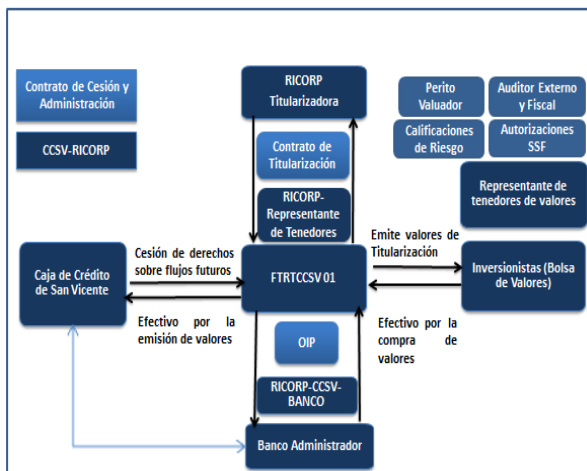 Contrato de Cesión y
Administración
CCSV-RICORP
RICORP
Titularizadora
Contrato de
Titularización
RICORP-
Representante
de Tenedores
Perito
Valuador
Auditor Externo
y Fiscal
Calificaciones
de Riesgo
Autorizaciones
SSF
Representante de
tenedores de valores
Caja de Crédito
de San Vicente
Cesión de derechos
sobre flujos futuros
Efectivo por la
emisión de valores
FTRTCCSV 01
Emite valores de
Titularización
Efectivo por la
compra de
valores
Inversionistas (Bolsa
de Valores)
OIP
RICORP-CCSV-
BANCO
Banco Administrador